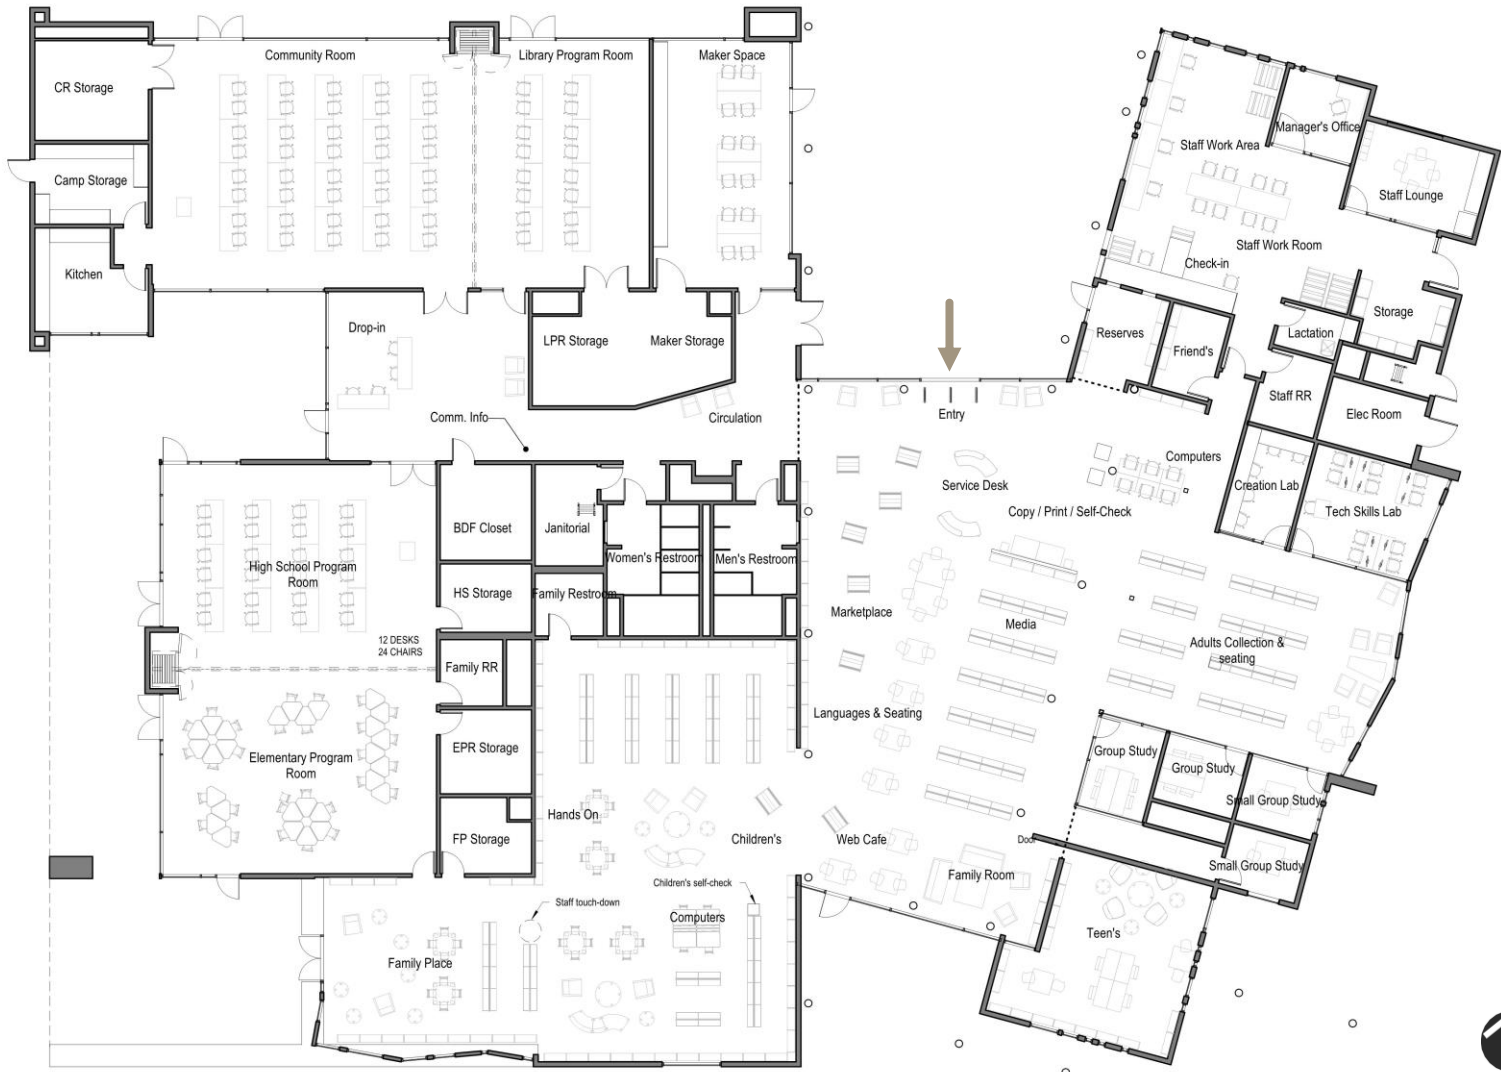 Community Room
Library Program Room
Maker Space
CR Storage
Camp Storage
Kitchen
Manager's Office
Staff Work Area
Staff Lounge
Staff Work Room
Check-in
Storage
Reserves
Friend's
Lactation
Staff RR
Elec Room
Drop-in
LPR Storage
Maker Storage
Comm. Info
Circulation
Entry
Computers
Service Desk
Creation Lab
Tech Skills Lab
Copy / Print / Self-Check
BDF Closet
Janitorial
Women's Restroom
Men's Restroom
High School Program
Room
HS Storage
Family Restroom
Marketplace
Media
12 DESKS
24 CHAIRS
Adults Collection &
seating
Family RR
Languages & Seating
EPR Storage
Elementary Program
Room
Group Study
Group Study
Small Group Study
Hands On
FP Storage
Children's
Web Cafe
Door
Small Group Study
Family Room
Children's self-check
Staff touch-down
Computers
Family Place
Teen's